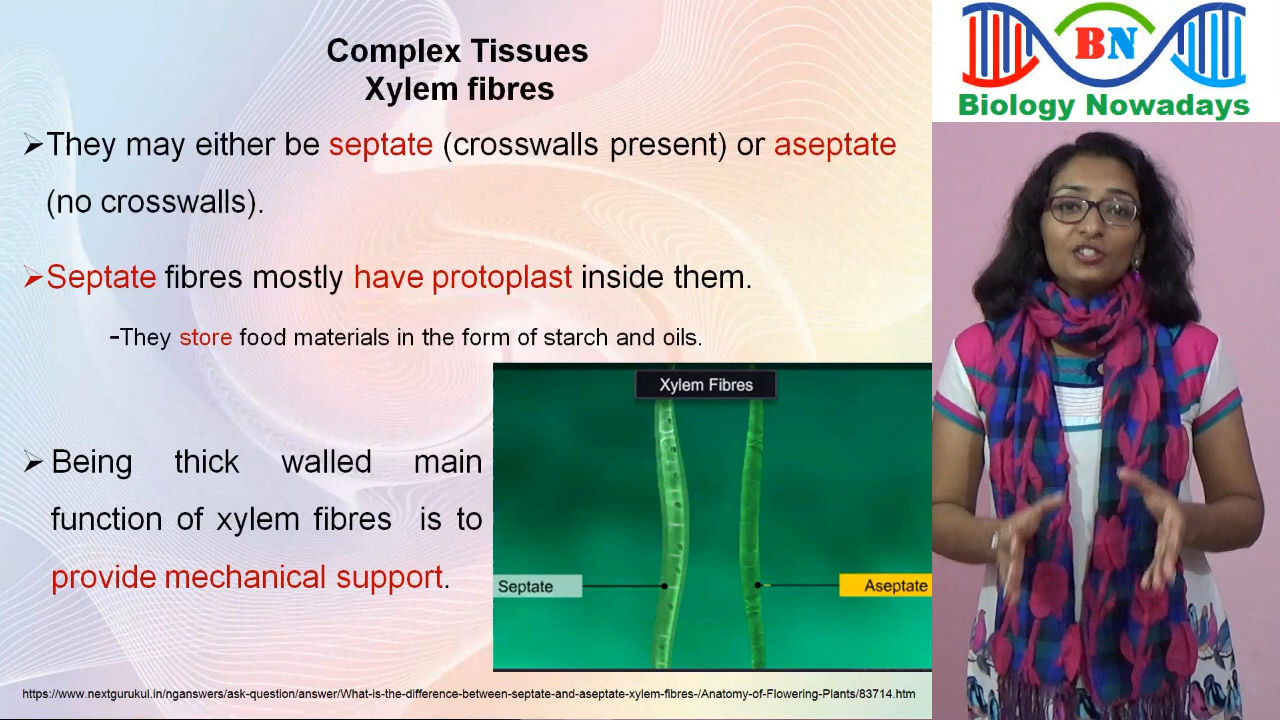 Complex Tissues
Xylem fibres
➢They may either be septate (crosswalls present) or aseptate
(no crosswalls).
➢Septate fibres mostly have protoplast inside them.
-They store food materials in the form of starch and oils.
➢Being thick walled main
function of xylem fibres is to
provide mechanical support.
Xylem Fibres
Septate
Aseptate
https://www.nextgurukul.in/nganswers/ask-question/answer/What-is-the-difference-between-septate-and-aseptate-xylem-fibres-/Anatomy-of-Flowering-Plants/83714.htm
BN
Biology Nowadays